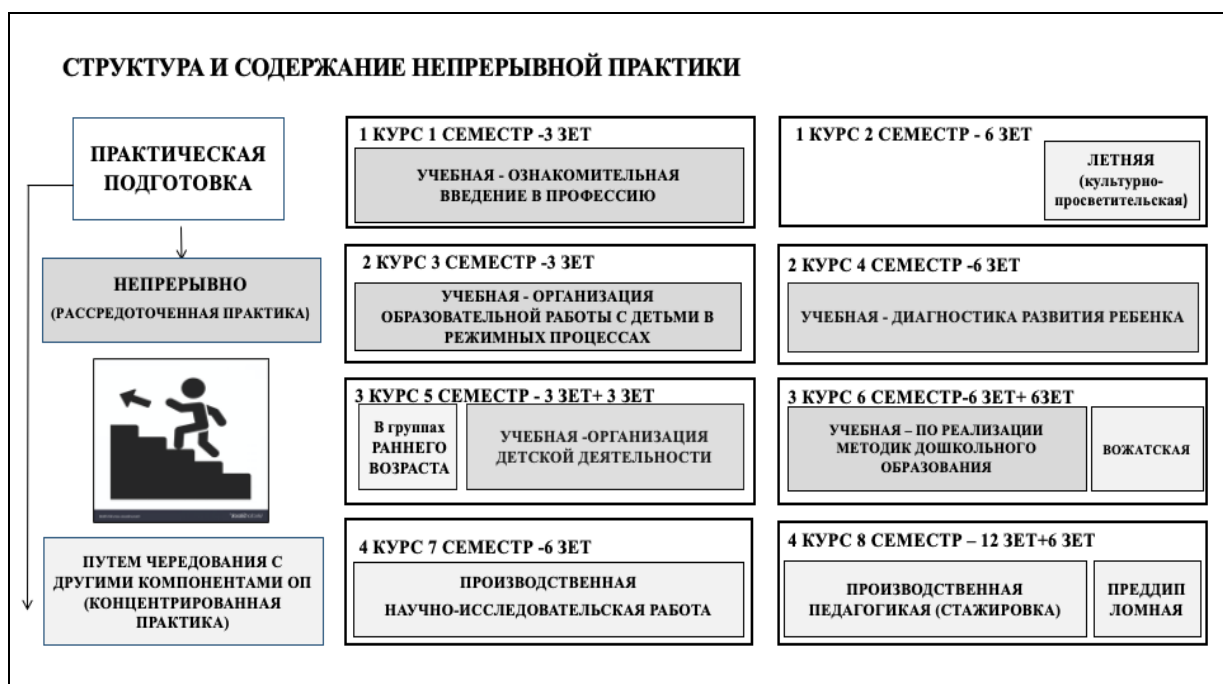 СТРУКТУРА И СОДЕРЖАНИЕ НЕПРЕРЫВНОЙ ПРАКТИКИ
ПРАКТИЧЕСКАЯ
ПОДГОТОВКА
НЕПРЕРЫВНО
(РАССРЕДОТОЧЕННАЯ ПРАКТИКА)
ПУТЕМ ЧЕРЕДОВАНИЯ С
ДРУГИМИ КОМПОНЕНТАМИ ОП
(КОНЦЕНТРИРОВАННАЯ
ПРАКТИКА)
1 КУРС 1 СЕМЕСТР -3 ЗЕТ
УЧЕБНАЯ - ОЗНАКОМИТЕЛЬНАЯ
ВВЕДЕНИЕ В ПРОФЕССИЮ
1 КУРС 2 СЕМЕСТР - 6 ЗЕТ
ЛЕТНЯЯ
(культурно-
просветительская)
2 КУРС 3 СЕМЕСТР -3 ЗЕТ
УЧЕБНАЯ - ОРГАНИЗАЦИЯ
ОБРАЗОВАТЕЛЬНОЙ РАБОТЫ С ДЕТЬМИ В
РЕЖИМНЫХ ПРОЦЕССАХ
2 КУРС 4 СЕМЕСТР -6 ЗЕТ
УЧЕБНАЯ - ДИАГНОСТИКА РАЗВИТИЯ РЕБЕНКА
3 КУРС 5 СЕМЕСТР - 3 ЗЕТ+ 3 ЗЕТ
В группах
РАННЕГО
ВОЗРАСТА
УЧЕБНАЯ -ОРГАНИЗАЦИЯ
ДЕТСКОЙ ДЕЯТЕЛЬНОСТИ
3 КУРС 6 СЕМЕСТР-6 ЗЕТ+ 6ЗЕТ
УЧЕБНАЯ – ПО РЕАЛИЗАЦИИ
МЕТОДИК ДОШКОЛЬНОГО
ОБРАЗОВАНИЯ
ВОЖАТСКАЯ
4 КУРС 7 СЕМЕСТР -6 ЗЕТ
ПРОИЗВОДСТВЕННАЯ
НАУЧНО-ИССЛЕДОВАТЕЛЬСКАЯ РАБОТА
4 КУРС 8 СЕМЕСТР – 12 ЗЕТ+6 ЗЕТ
ПРОИЗВОДСТВЕННАЯ
ПЕДАГОГИКАЯ (СТАЖИРОВКА)
ПРЕДДИП
ЛОМНАЯ